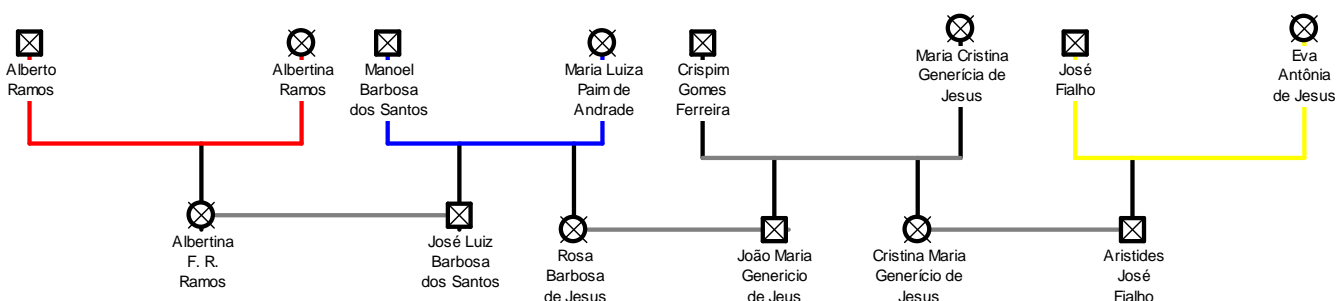 Alberto
Ramos
Albertina
Ramos
Manoel
Barbosa
dos Santos
Maria Luiza
Paim de
Andrade
Crispim
Gomes
Ferreira
Maria Cristina
Generícia de
Jesus
José
Fialho
Eva
Antônia
de Jesus
Albertina
F. R.
Ramos
José Luiz
Barbosa
dos Santos
Rosa
Barbosa
de Jesus
João Maria
Genericio
de Jeus
Cristina Maria
Generício de
Jesus
Aristides
José
Fialho